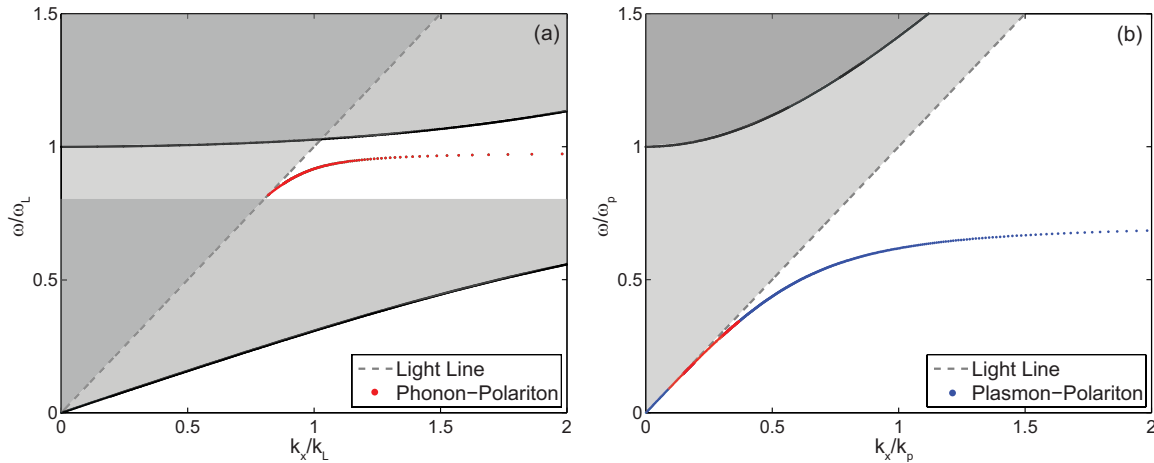 (a)
1.5
1
0.5
0
ω/ω_L
0 0.5 1 1.5 2
k_x/k_L
Light Line
Phonon−Polariton
(b)
1.5
1
0.5
0
ω/ω_p
0 0.5 1 1.5 2
k_x/k_p
Light Line
Plasmon−Polariton